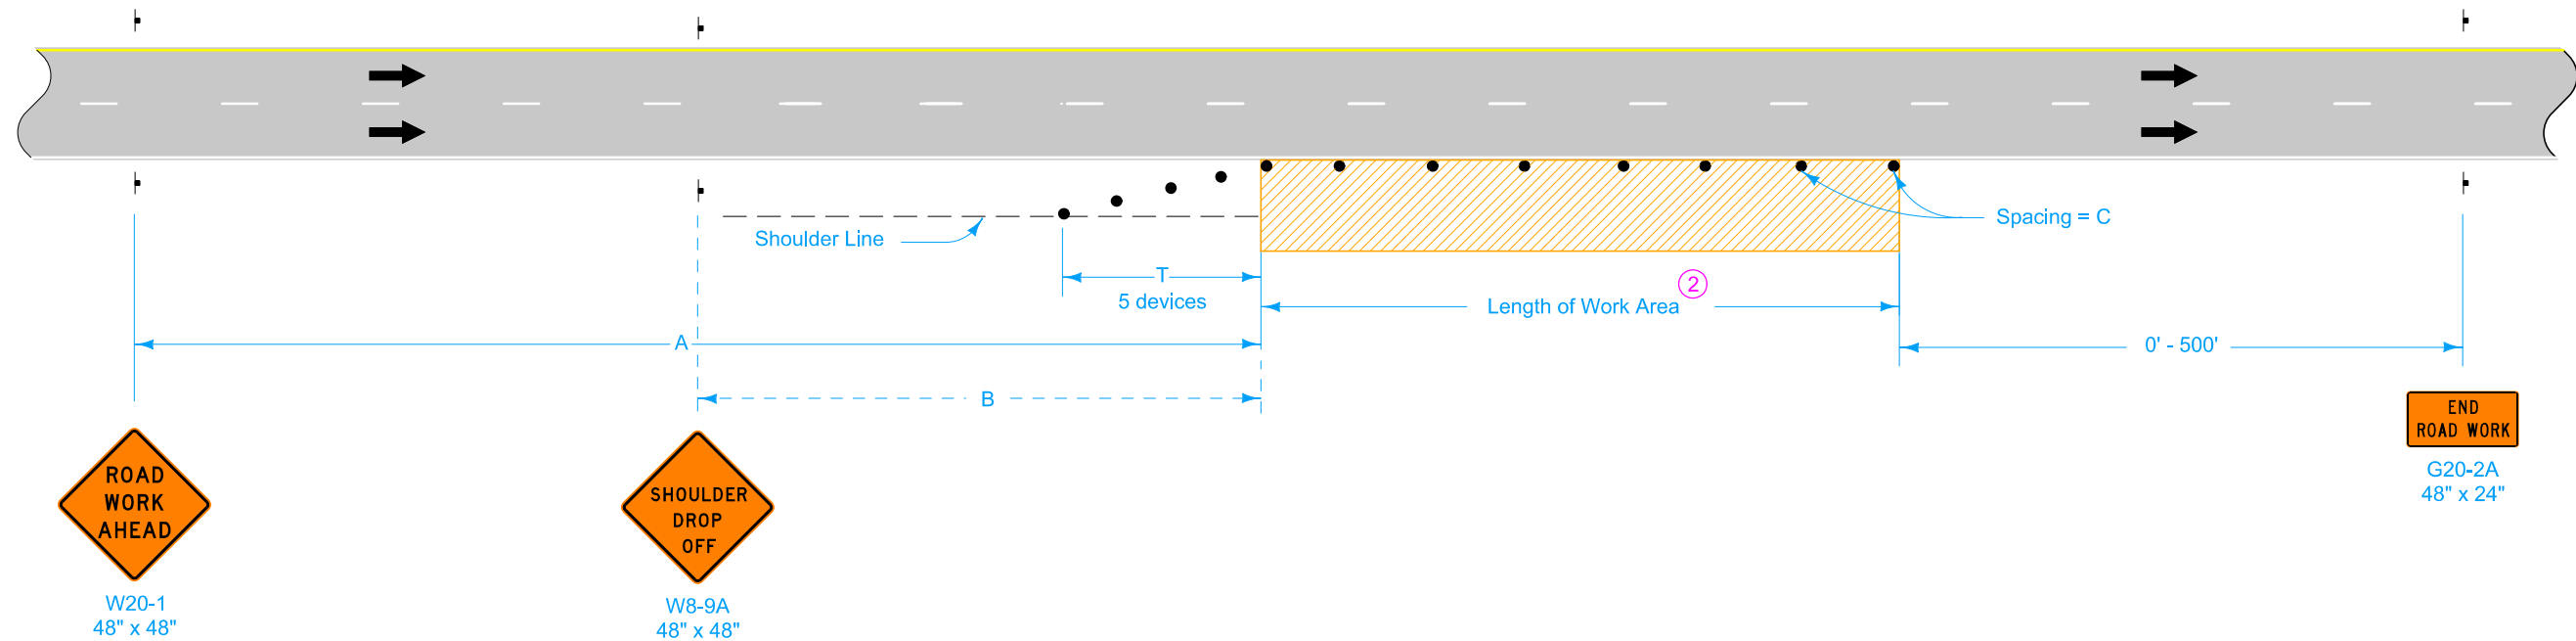 Shoulder Line
Spacing = C
T
5 devices
2
Length of Work Area
A
0' - 500'
B
ROAD
WORK
AHEAD
W20-1
48" x 48"
SHOULDER
DROP
OFF
W8-9A
48" x 48"
END
ROAD WORK
G20-2A
48" x 24"